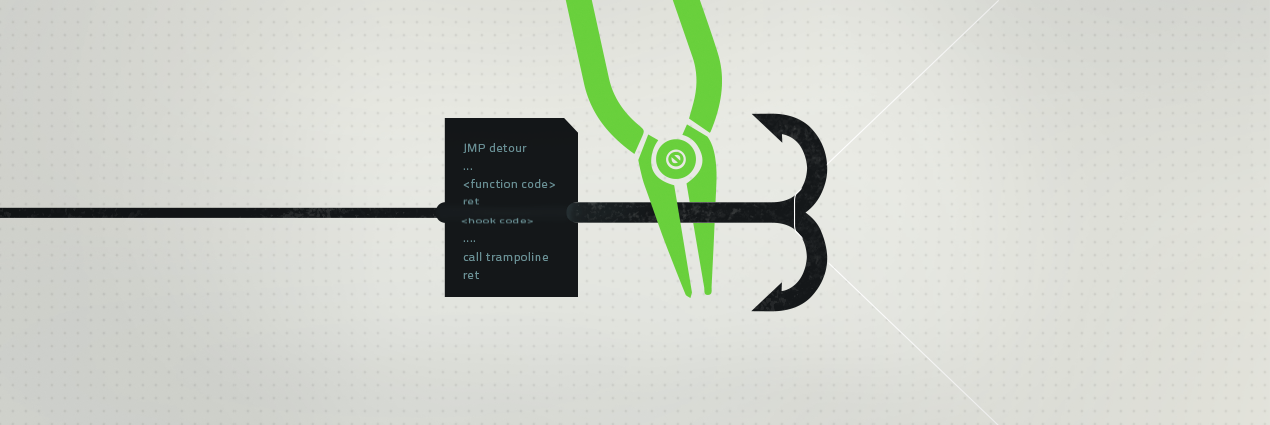 JMP detour
...
<function code>
ret
<hook code>
....
call trampoline
ret